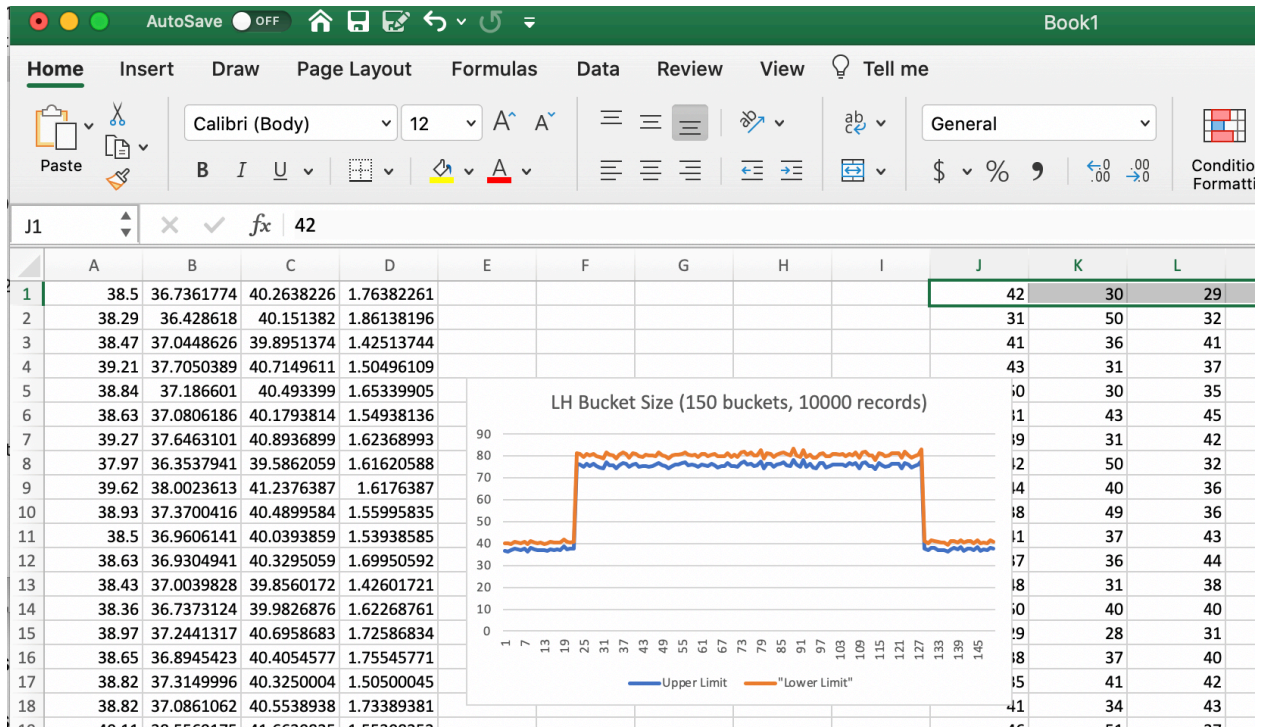 AutoSave OFF Book1
Home Insert Draw Page Layout Formulas Data Review View Tell me
Paste Calibri (Body) 12 A A ab General Conditio
B I U A $ % Formatti
J1 fx 42
A B C D E F G H I J K L
1 38.5 36.7361774 40.2638226 1.76382261 42 30 29
2 38.29 36.428618 40.151382 1.86138196 31 50 32
3 38.47 37.0448626 39.8951374 1.42513744 41 36 41
4 39.21 37.7050389 40.7149611 1.50496109 43 31 37
5 38.84 37.186601 40.493399 1.65339905 30 35
6 38.63 37.0806186 40.1793814 1.54938136 43 45
7 39.27 37.6463101 40.8936899 1.62368993 31 42
8 37.97 36.3537941 39.5862059 1.61620588 50 32
9 39.62 38.0023613 41.2376387 1.6176387 40 36
10 38.93 37.3700416 40.4899584 1.55995835 49 36
11 38.5 36.9606141 40.0393859 1.53938585 37 43
12 38.63 36.9304941 40.3295059 1.69950592 36 44
13 38.43 37.0039828 39.8560172 1.42601721 31 38
14 38.36 36.7373124 39.9826876 1.62268761 40 40
15 38.97 37.2441317 40.6958683 1.72586834 28 31
16 38.65 36.8945423 40.4054577 1.75545771 37 40
17 38.82 37.3149996 40.3250004 1.50500045 41 42
18 38.82 37.0861062 40.5538938 1.73389381 41 34 43
LH Bucket Size (150 buckets, 10000 records)
90
80
70
60
50
40
30
20
10
0
1 7 13 19 25 31 37 43 49 55 61 67 73 79 85 91 97 103 109 115 121 127 133 139 145
Upper Limit "Lower Limit"